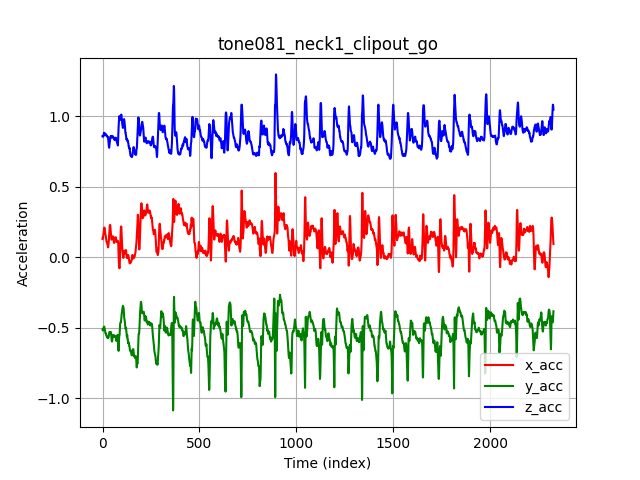 tone081_neck1_clipout_go
Acceleration
1.0
0.5
0.0
−0.5
−1.0
0
500
1000
1500
2000
Time (index)
x_acc
y_acc
z_acc